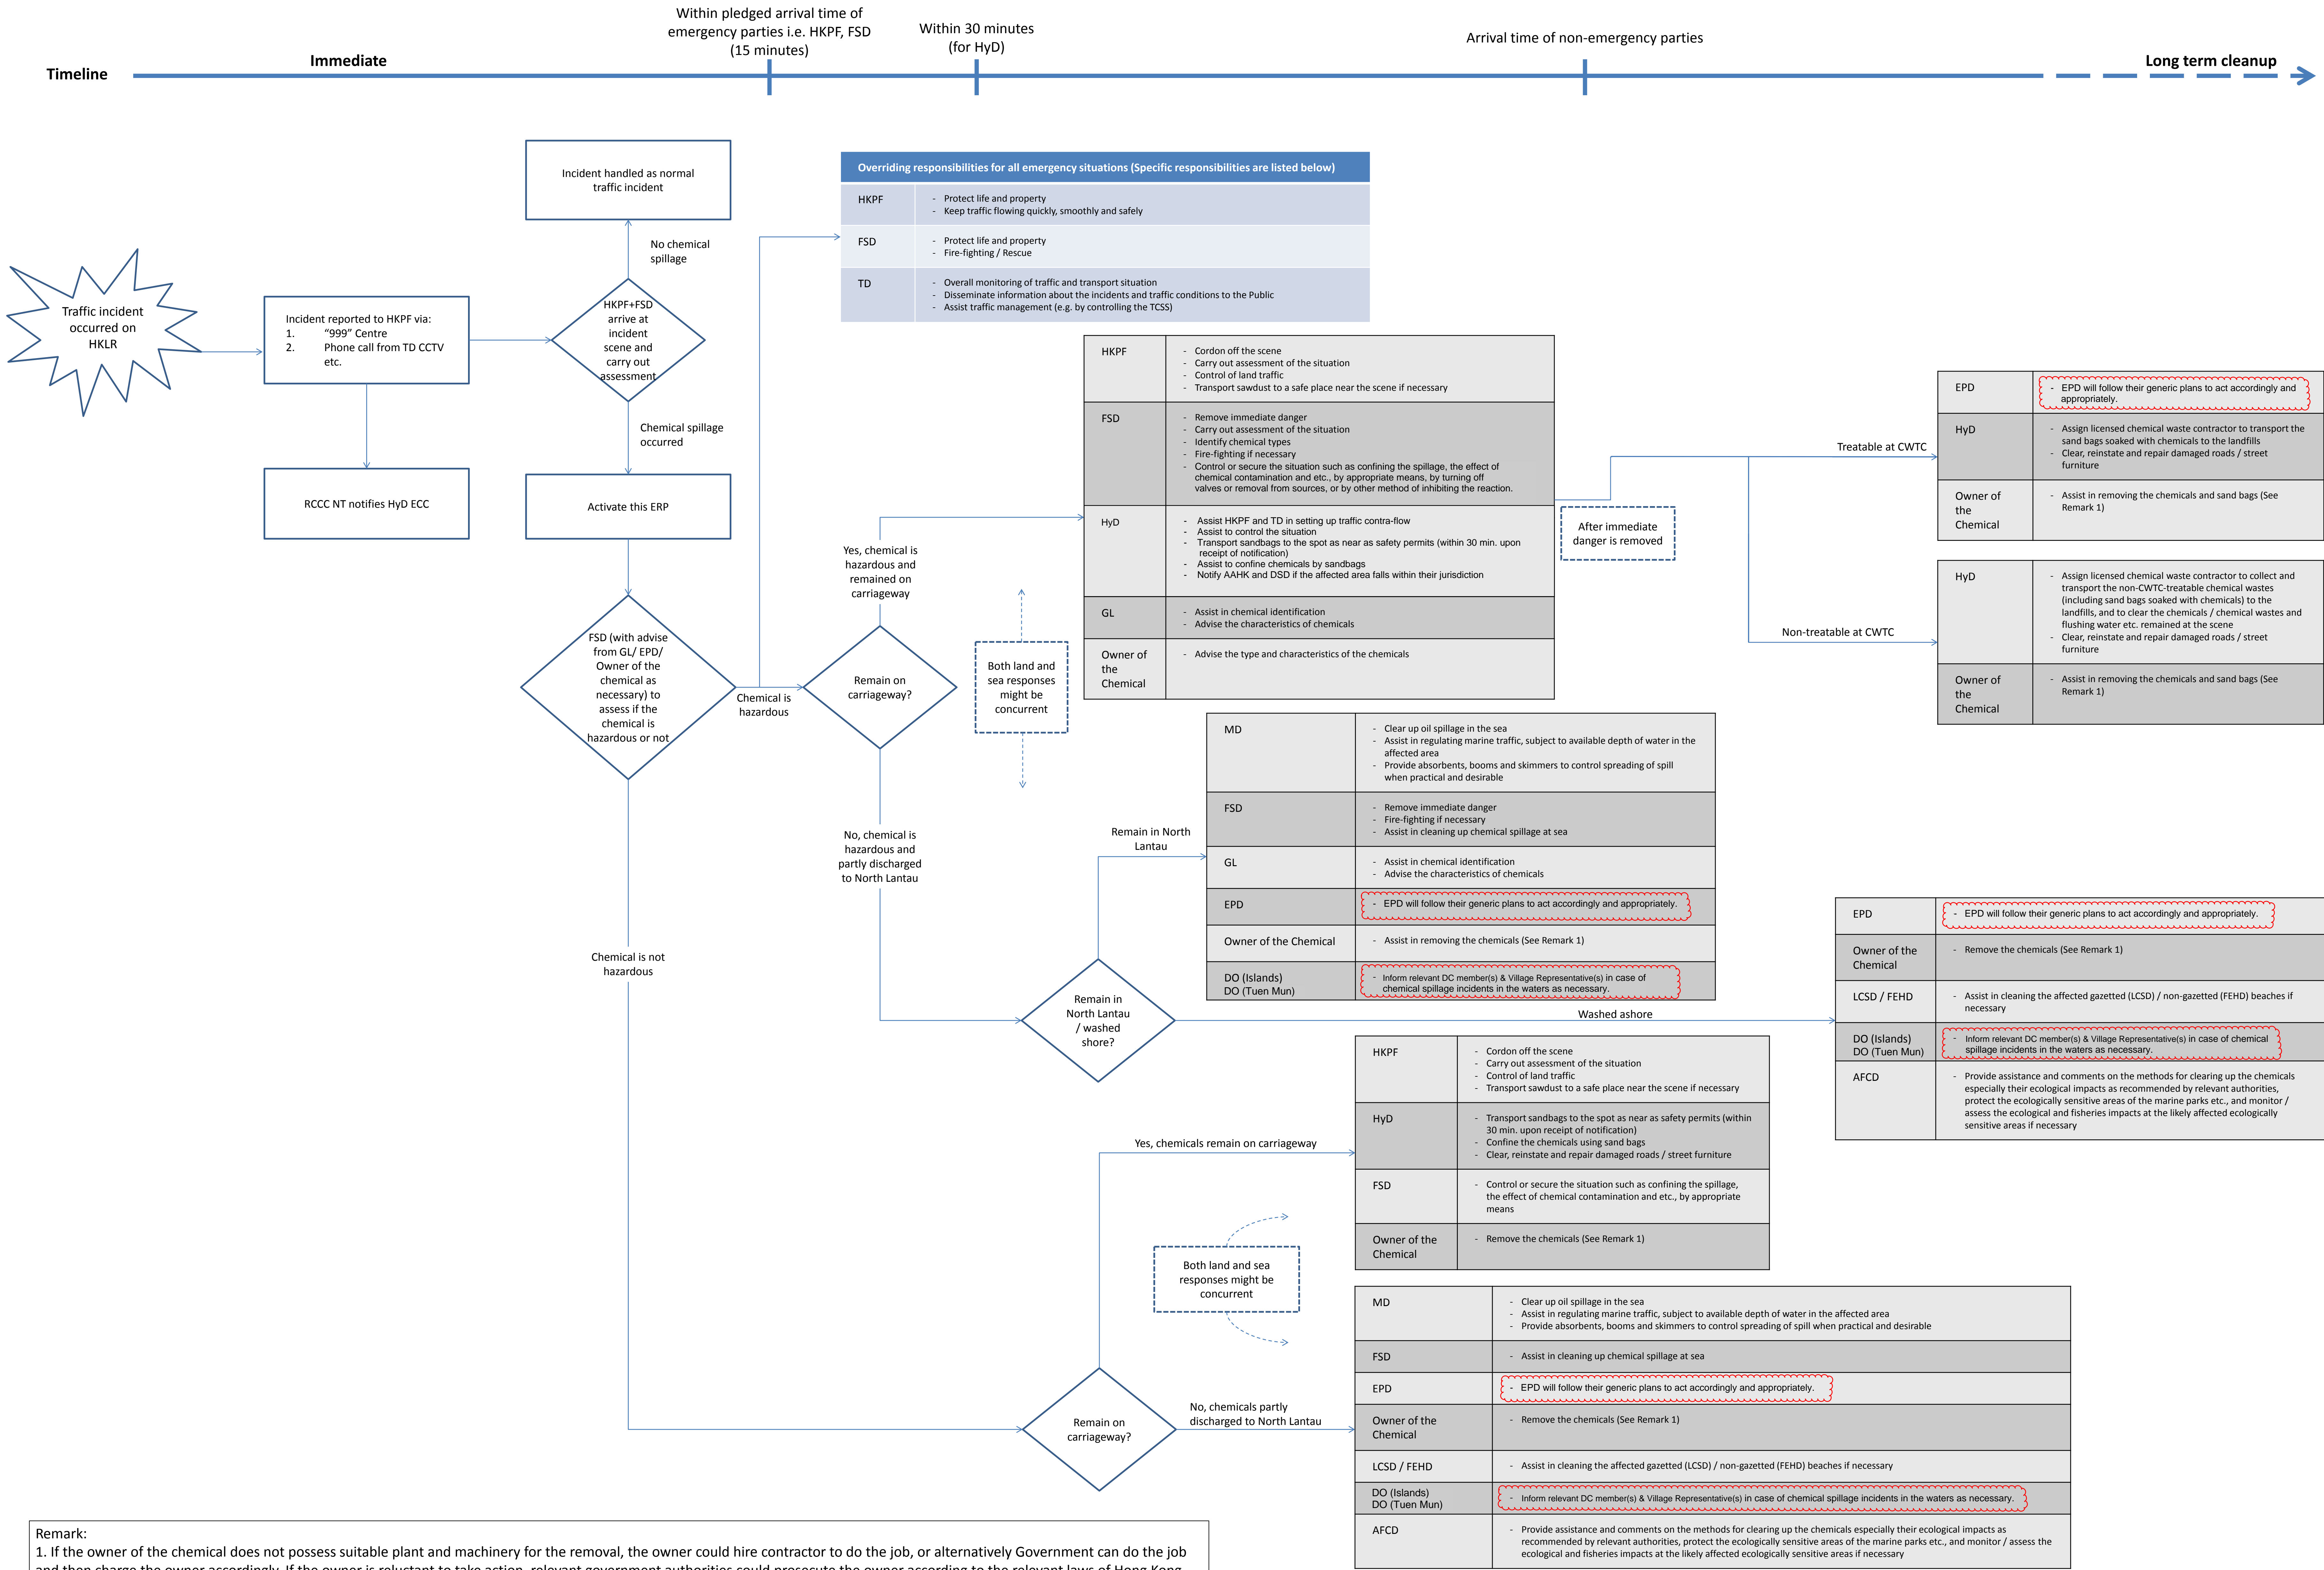 Within pledged arrival time of
emergency parties i.e. HKPF, FSD
(15 minutes)
Within 30 minutes
(for HyD)
Arrival time of non-emergency parties
Timeline
Immediate
Long term cleanup
Incident handled as normal
traffic incident
No chemical
spillage
Traffic incident
occurred on
HKLR
Incident reported to HKPF via:
1. “999” Centre
2. Phone call from TD CCTV
etc.
HKPF+FSD
arrive at
incident
scene and
carry out
assessment
Chemical spillage
occurred
RCCC NT notifies HyD ECC
Activate this ERP
FSD (with advise
from GL/ EPD/
Owner of the
chemical as
necessary) to
assess if the
chemical is
hazardous or not
Chemical is
hazardous
Chemical is not
hazardous
Overriding responsibilities for all emergency situations (Specific responsibilities are listed below)
HKPF
- Protect life and property
- Keep traffic flowing quickly, smoothly and safely
FSD
- Protect life and property
- Fire-fighting / Rescue
TD
- Overall monitoring of traffic and transport situation
- Disseminate information about the incidents and traffic conditions to the Public
- Assist traffic management (e.g. by controlling the TCSS)
Yes, chemical is
hazardous and
remained on
carriageway
Remain on
carriageway?
Both land and
sea responses
might be
concurrent
No, chemical is
hazardous and
partly discharged
to North Lantau
HKPF
- Cordon off the scene
- Carry out assessment of the situation
- Control of land traffic
- Transport sawdust to a safe place near the scene if necessary
FSD
- Remove immediate danger
- Carry out assessment of the situation
- Identify chemical types
- Fire-fighting if necessary
- Control or secure the situation such as confining the spillage, the effect of
chemical contamination and etc., by appropriate means, by turning off
valves or removal from sources, or by other method of inhibiting the reaction.
HyD
- Assist HKPF and TD in setting up traffic contra-flow
- Assist to control the situation
- Transport sandbags to the spot as near as safety permits (within 30 min. upon
receipt of notification)
- Assist to confine chemicals by sandbags
- Notify AAHK and DSD if the affected area falls within their jurisdiction
GL
- Assist in chemical identification
- Advise the characteristics of chemicals
Owner of
the
Chemical
- Advise the type and characteristics of the chemicals
After immediate
danger is removed
Treatable at CWTC
Non-treatable at CWTC
EPD
- EPD will follow their generic plans to act accordingly and
appropriately.
HyD
- Assign licensed chemical waste contractor to transport the
sand bags soaked with chemicals to the landfills
- Clear, reinstate and repair damaged roads / street
furniture
Owner of
the
Chemical
- Assist in removing the chemicals and sand bags (See
Remark 1)
HyD
- Assign licensed chemical waste contractor to collect and
transport the non-CWTC-treatable chemical wastes
(including sand bags soaked with chemicals) to the
landfills, and to clear the chemicals / chemical wastes and
flushing water etc. remained at the scene
- Clear, reinstate and repair damaged roads / street
furniture
Owner of
the
Chemical
- Assist in removing the chemicals and sand bags (See
Remark 1)
Remain in North
Lantau
Remain in
North Lantau
/ washed
shore?
Washed ashore
MD
- Clear up oil spillage in the sea
- Assist in regulating marine traffic, subject to available depth of water in the
affected area
- Provide absorbents, booms and skimmers to control spreading of spill
when practical and desirable
FSD
- Remove immediate danger
- Fire-fighting if necessary
- Assist in cleaning up chemical spillage at sea
GL
- Assist in chemical identification
- Advise the characteristics of chemicals
EPD
- EPD will follow their generic plans to act accordingly and appropriately.
Owner of the Chemical
- Assist in removing the chemicals (See Remark 1)
DO (Islands)
DO (Tuen Mun)
- Inform relevant DC member(s) & Village Representative(s) in case of
chemical spillage incidents in the waters as necessary.
EPD
- EPD will follow their generic plans to act accordingly and appropriately.
Owner of the
Chemical
- Remove the chemicals (See Remark 1)
LCSD / FEHD
- Assist in cleaning the affected gazetted (LCSD) / non-gazetted (FEHD) beaches if
necessary
DO (Islands)
DO (Tuen Mun)
- Inform relevant DC member(s) & Village Representative(s) in case of chemical
spillage incidents in the waters as necessary.
AFCD
- Provide assistance and comments on the methods for clearing up the chemicals
especially their ecological impacts as recommended by relevant authorities,
protect the ecologically sensitive areas of the marine parks etc., and monitor /
assess the ecological and fisheries impacts at the likely affected ecologically
sensitive areas if necessary
Yes, chemicals remain on carriageway
HKPF
- Cordon off the scene
- Carry out assessment of the situation
- Control of land traffic
- Transport sawdust to a safe place near the scene if necessary
HyD
- Transport sandbags to the spot as near as safety permits (within
30 min. upon receipt of notification)
- Confine the chemicals using sand bags
- Clear, reinstate and repair damaged roads / street furniture
FSD
- Control or secure the situation such as confining the spillage,
the effect of chemical contamination and etc., by appropriate
means
Owner of the
Chemical
- Remove the chemicals (See Remark 1)
Both land and sea
responses might be
concurrent
Remain on
carriageway?
No, chemicals partly
discharged to North Lantau
MD
- Clear up oil spillage in the sea
- Assist in regulating marine traffic, subject to available depth of water in the affected area
- Provide absorbents, booms and skimmers to control spreading of spill when practical and desirable
FSD
- Assist in cleaning up chemical spillage at sea
EPD
- EPD will follow their generic plans to act accordingly and appropriately.
Owner of the
Chemical
- Remove the chemicals (See Remark 1)
LCSD / FEHD
- Assist in cleaning the affected gazetted (LCSD) / non-gazetted (FEHD) beaches if necessary
DO (Islands)
DO (Tuen Mun)
- Inform relevant DC member(s) & Village Representative(s) in case of chemical spillage incidents in the waters as necessary.
AFCD
- Provide assistance and comments on the methods for clearing up the chemicals especially their ecological impacts as
recommended by relevant authorities, protect the ecologically sensitive areas of the marine parks etc., and monitor / assess the
ecological and fisheries impacts at the likely affected ecologically sensitive areas if necessary
Remark:
1. If the owner of the chemical does not possess suitable plant and machinery for the removal, the owner could hire contractor to do the job, or alternatively Government can do the job
and then charge the owner accordingly. If the owner is reluctant to take action, relevant government authorities could prosecute the owner according to the relevant laws of Hong Kong.